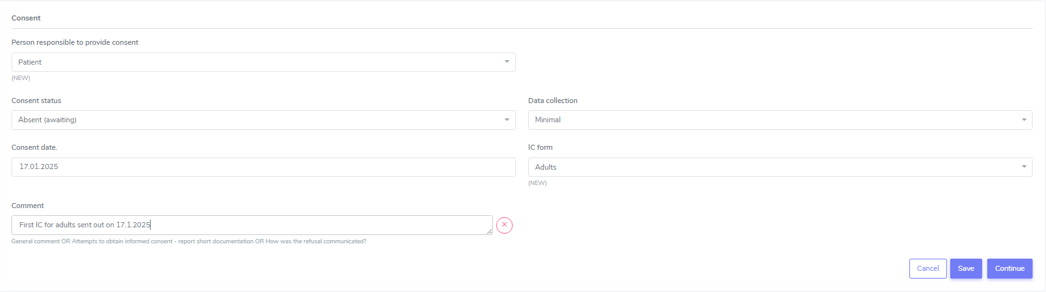 Consent
Person responsible to provide consent
Patient
(NEW)
Consent status
Data collection
Absent (awaiting)
Minimal
Consent date.
IC form
17.01.2025
Adults
(NEW)
Comment
First IC for adults sent out on 17.1.2025
General comment OR Attempts to obtain informed consent - report short documentation OR How was the refusal communicated?
Cancel
Save
Continue